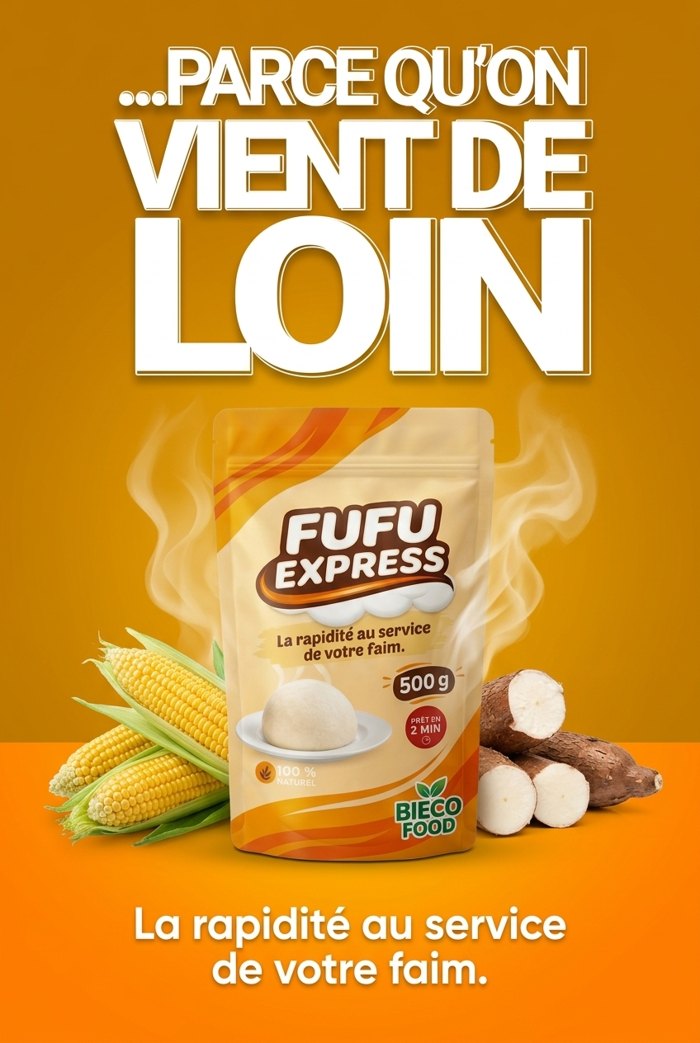 ...PARCE QU'ON
VIENT DE
LOIN
FUFU
EXPRESS
La rapidité au service
de votre faim.
500 g
PRÊT EN
2 MIN
100 %
NATUREL
BIECO
FOOD
La rapidité au service
de votre faim.